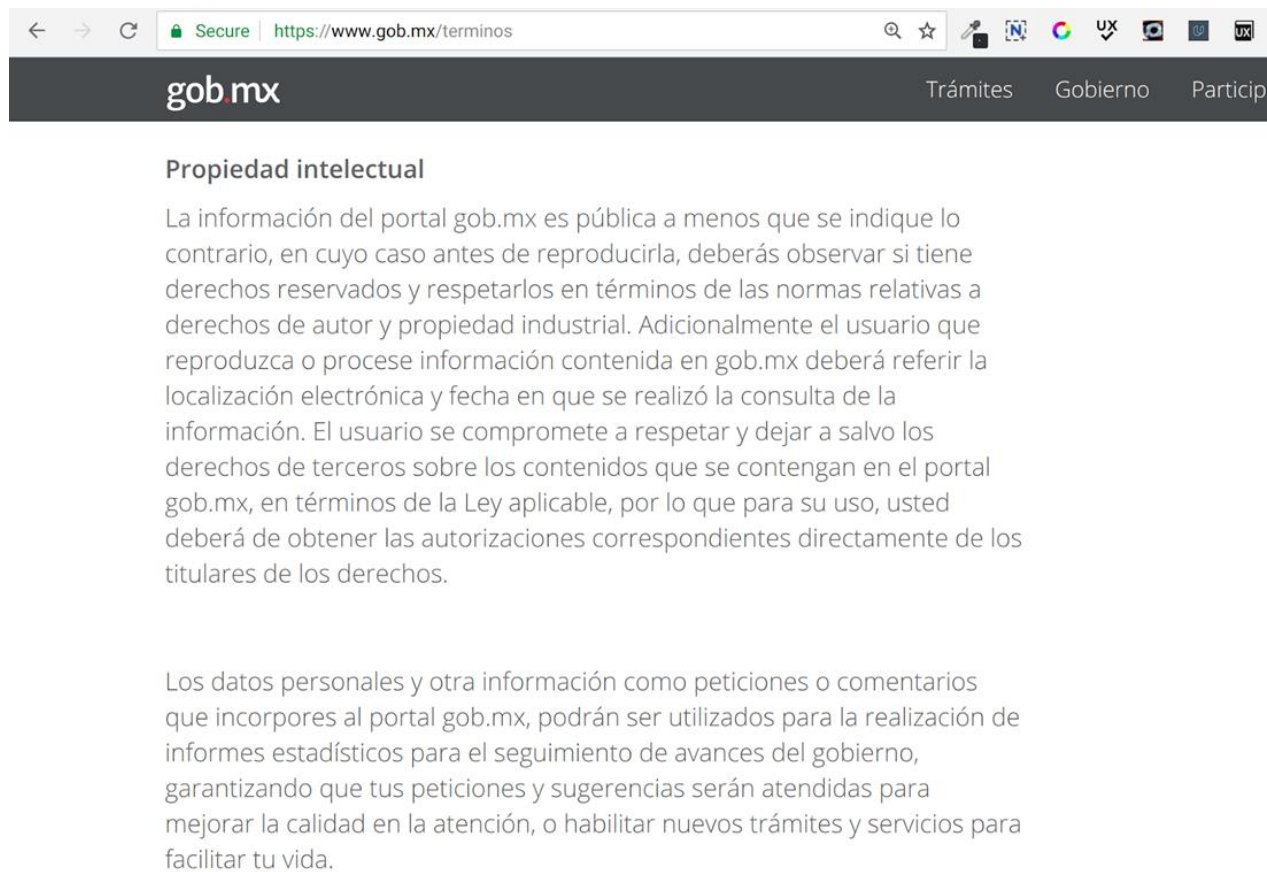 Secure https://www.gob.mx/terminos
gob.mx Trámites Gobierno Particip
Propiedad intelectual
La información del portal gob.mx es pública a menos que se indique lo
contrario, en cuyo caso antes de reproducirla, deberás observar si tiene
derechos reservados y respetarlos en términos de las normas relativas a
derechos de autor y propiedad industrial. Adicionalmente el usuario que
reproduzca o procese información contenida en gob.mx deberá referir la
localización electrónica y fecha en que se realizó la consulta de la
información. El usuario se compromete a respetar y dejar a salvo los
derechos de terceros sobre los contenidos que se contengan en el portal
gob.mx, en términos de la Ley aplicable, por lo que para su uso, usted
deberá de obtener las autorizaciones correspondientes directamente de los
titulares de los derechos.
Los datos personales y otra información como peticiones o comentarios
que incorpores al portal gob.mx, podrán ser utilizados para la realización de
informes estadísticos para el seguimiento de avances del gobierno,
garantizando que tus peticiones y sugerencias serán atendidas para
mejorar la calidad en la atención, o habilitar nuevos trámites y servicios para
facilitar tu vida.